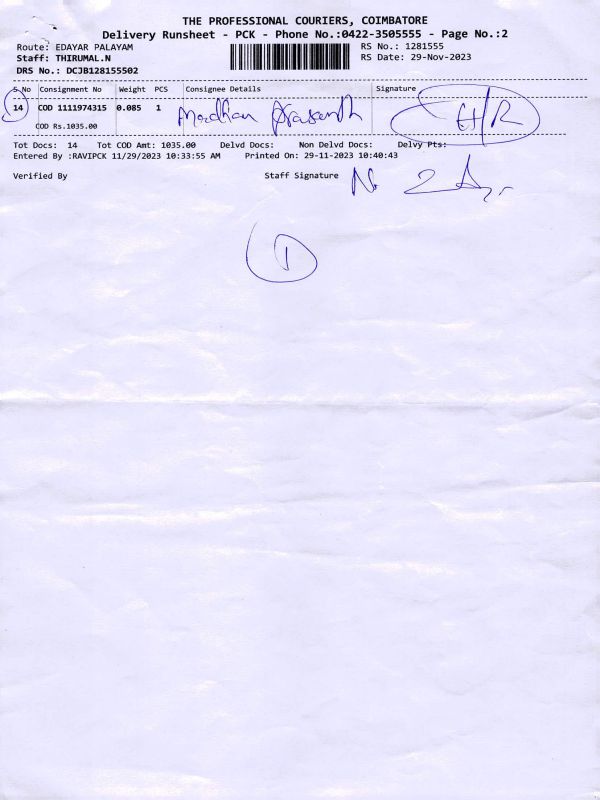 THE PROFESSIONAL COURIERS, COIMBATORE
Delivery Runsheet - PCK - Phone No.:0422-3505555 - Page No.:2
Route: EDAYAR PALAYAM
RS No.: 1281555
Staff: THIRUMAL.N
RS Date: 29-Nov-2023
DRS No.: DCJB128155502
S No Consignment No Weight PCS Consignee Details Signature
14 COD 1111974315 0.085 1 Madhan Prasanth
COD Rs.1035.00
Tot Docs: 14 Tot COD Amt: 1035.00 Delvd Docs: Non Delvd Docs: Delvy Pts:
Entered By :RAVIPCK 11/29/2023 10:33:55 AM Printed On: 29-11-2023 10:40:43
Verified By Staff Signature
1